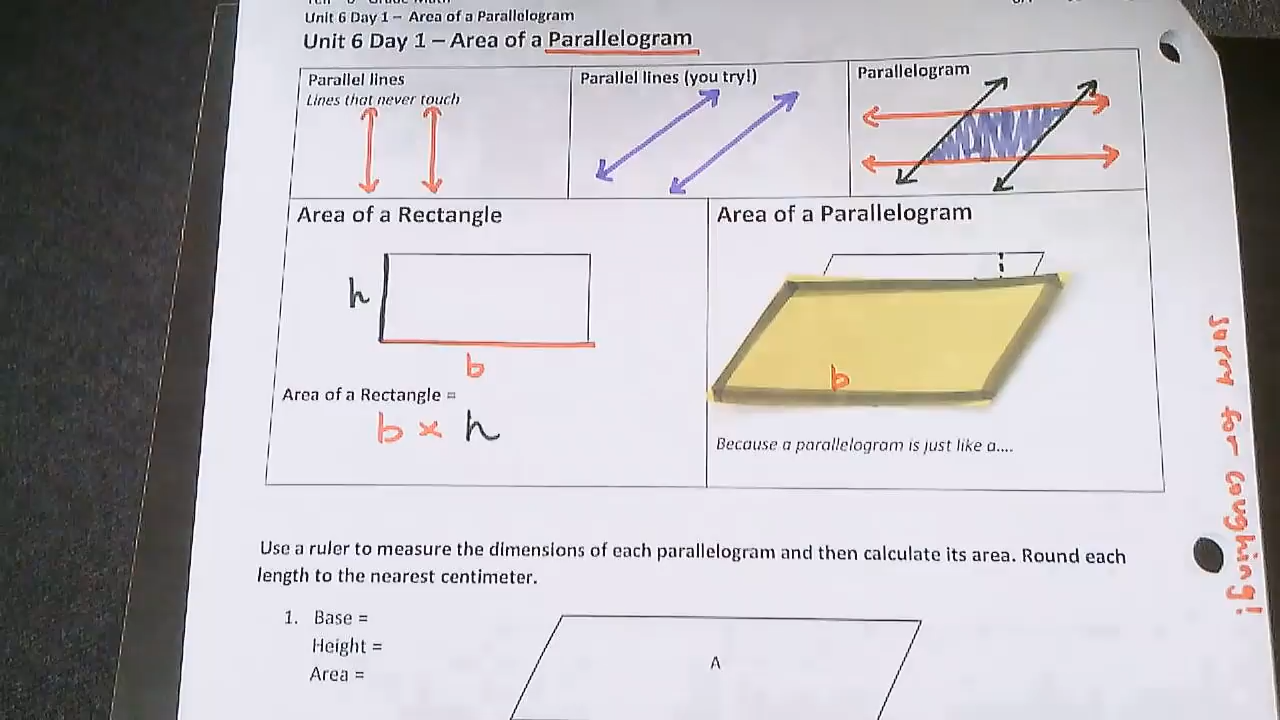 Unit 6 Day 1 – Area of a Parallelogram
Unit 6 Day 1 – Area of a Parallelogram
Parallel lines
Lines that never touch
Parallel lines (you try!)
Parallelogram
Area of a Rectangle
h
b
Area of a Rectangle =
b × h
Area of a Parallelogram
b
Because a parallelogram is just like a....
Use a ruler to measure the dimensions of each parallelogram and then calculate its area. Round each
length to the nearest centimeter.
1. Base =
Height =
Area =
A
sorry for coughing!